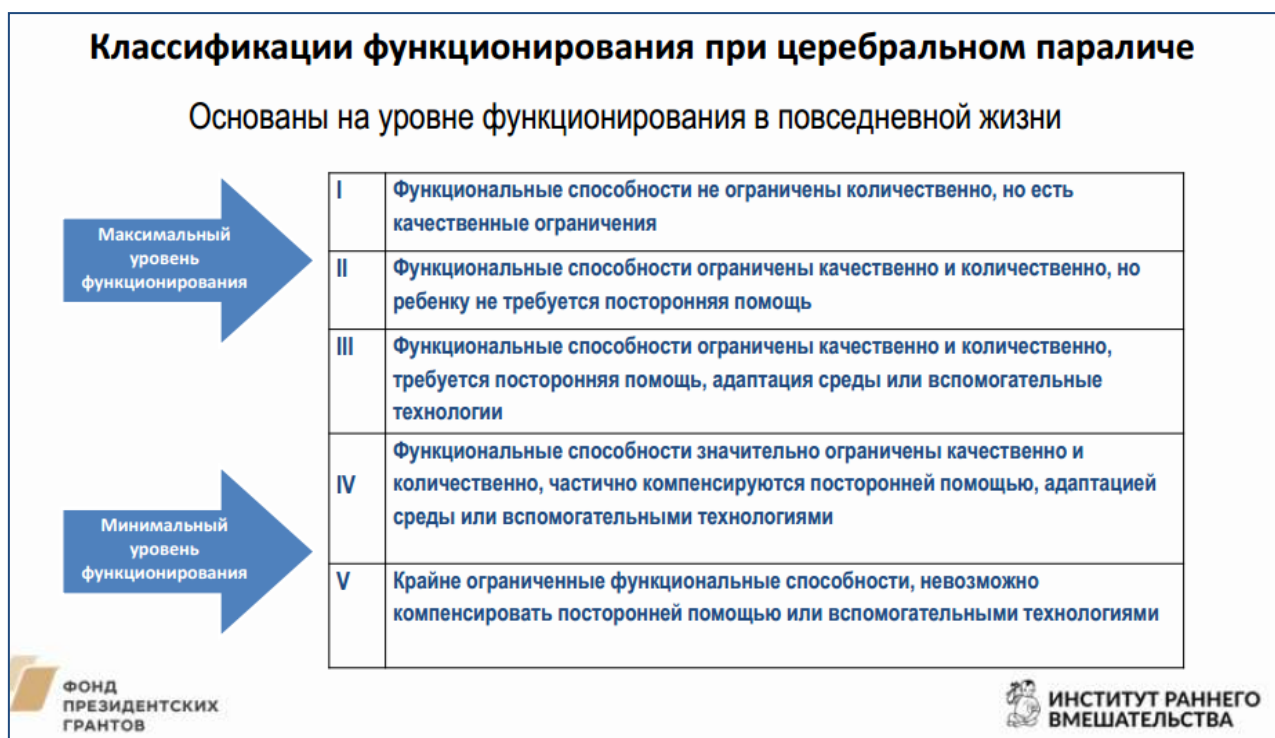 Классификации функционирования при церебральном параличе
Основаны на уровне функционирования в повседневной жизни
Максимальный
уровень
функционирования
I
Функциональные способности не ограничены количественно, но есть
качественные ограничения
II
Функциональные способности ограничены качественно и количественно, но
ребенку не требуется посторонняя помощь
III
Функциональные способности ограничены качественно и количественно,
требуется посторонняя помощь, адаптация среды или вспомогательные
технологии
Минимальный
уровень
функционирования
IV
Функциональные способности значительно ограничены качественно и
количественно, частично компенсируются посторонней помощью, адаптацией
среды или вспомогательными технологиями
V
Крайне ограниченные функциональные способности, невозможно
компенсировать посторонней помощью или вспомогательными технологиями
ФОНД
ПРЕЗИДЕНТСКИХ
ГРАНТОВ
ИНСТИТУТ РАННЕГО
ВМЕШАТЕЛЬСТВА